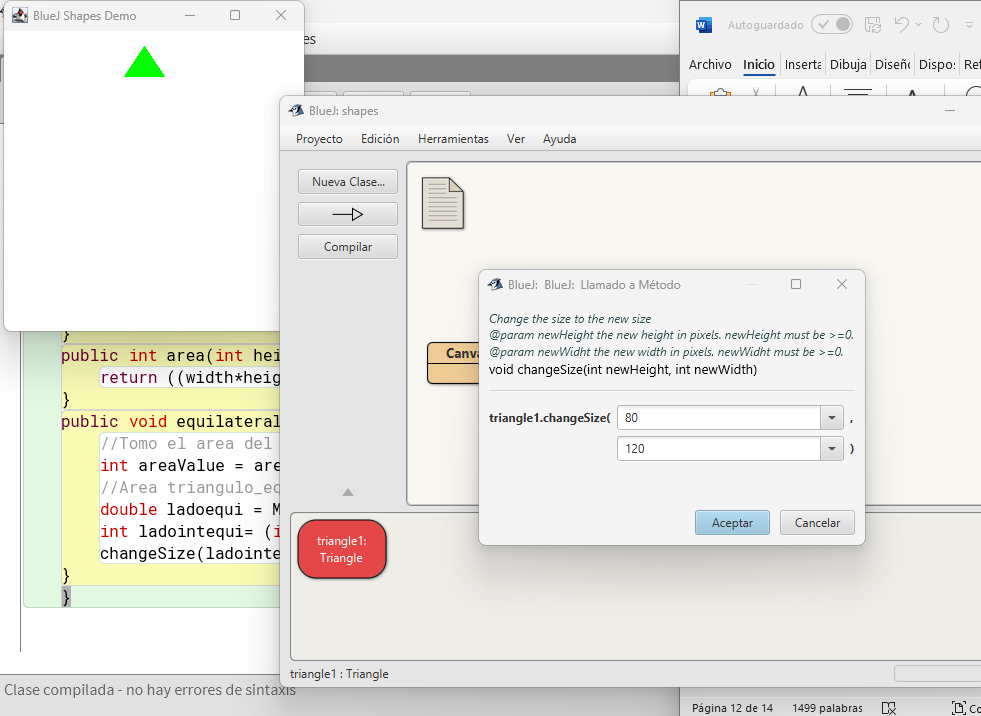 BlueJ Shapes Demo
es
Autoguardado
Archivo Inicio Inserta Dibuja Diseñ Dispo: Ref
BlueJ: shapes
Proyecto Edición Herramientas Ver Ayuda
Nueva Clase...
Compilar
Canva
BlueJ: BlueJ: Llamado a Método
Change the size to the new size
@param newHeight the new height in pixels. newHeight must be >=0.
@param newWidht the new width in pixels. newWidht must be >=0.
void changeSize(int newHeight, int newWidth)
triangle1.changeSize( 80 ,
120 )
Aceptar Cancelar
}
public int area(int hei
return ((width*heig
}
public void equilateral
//Tomo el area del
int areaValue = are
//Area triangulo_eq
double ladoequi = M
int ladointequi= (i
changeSize(ladointe
}
}
triangle1:
Triangle
triangle1 : Triangle
Clase compilada - no hay errores de sintaxis
Página 12 de 14 1499 palabras Co